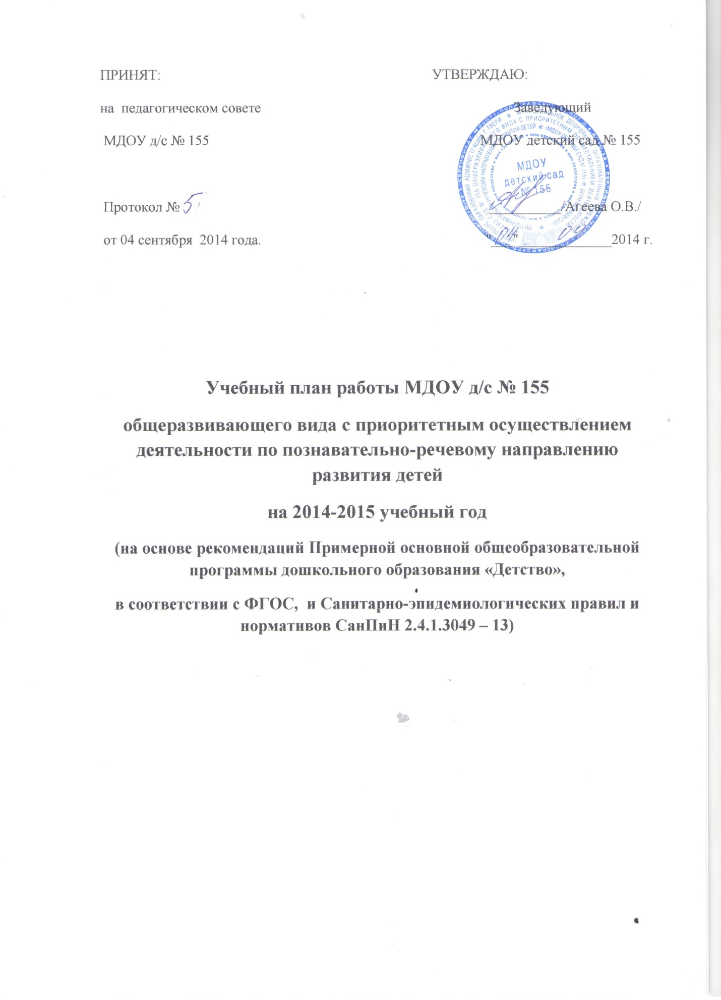 ПРИНЯТ:
УТВЕРЖДАЮ:
на педагогическом совете
Заведующий
МДОУ д/с № 155
МДОУ детский сад № 155
МДОУ
детский сад
№ 155
Протокол № 5
/Агеева О.В./
от 04 сентября 2014 года.
"04" 09 2014 г.
Учебный план работы МДОУ д/с № 155
общеразвивающего вида с приоритетным осуществлением
деятельности по познавательно-речевому направлению
развития детей
на 2014-2015 учебный год
(на основе рекомендаций Примерной основной общеобразовательной
программы дошкольного образования «Детство»,
в соответствии с ФГОС, и Санитарно-эпидемиологических правил и
нормативов СанПиН 2.4.1.3049 – 13)